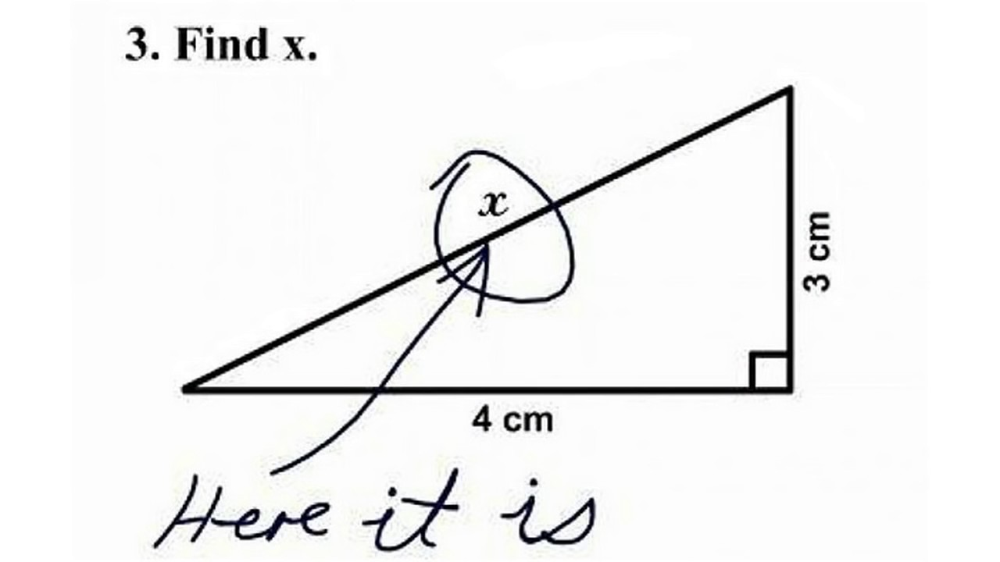 3. Find x.
x
3 cm
4 cm
Here it is